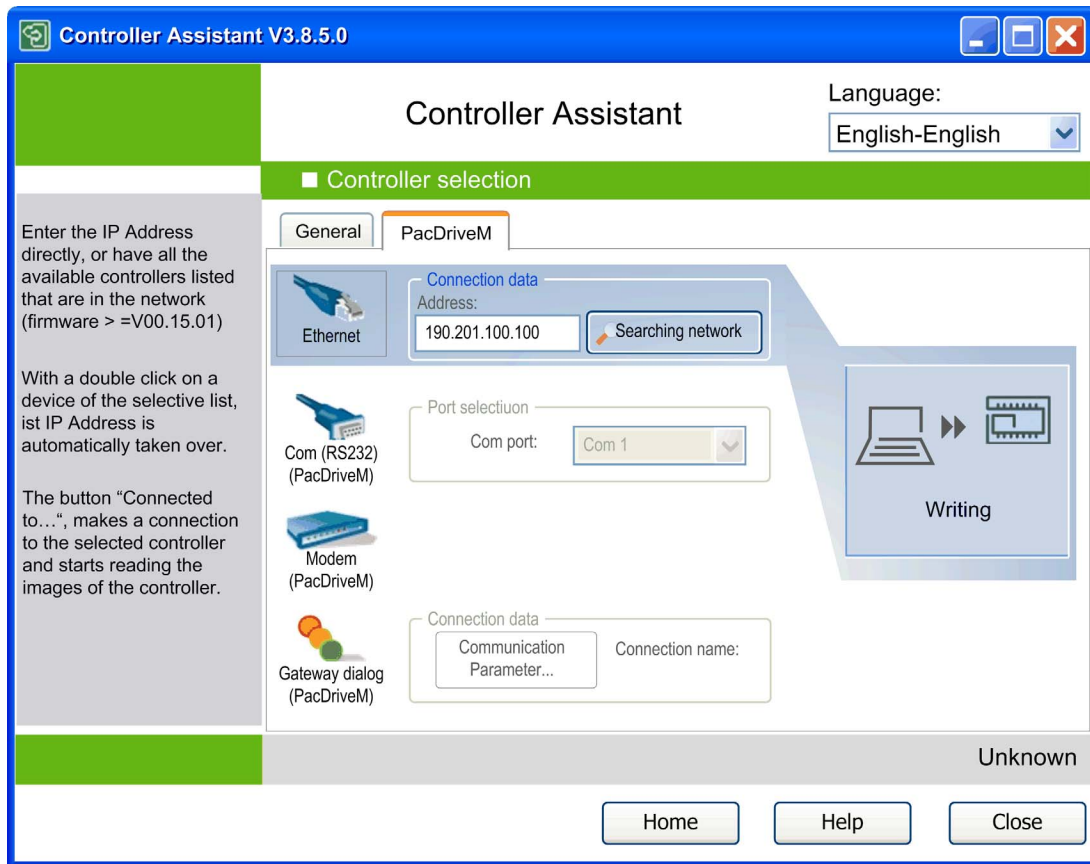 Controller Assistant V3.8.5.0
Controller Assistant
Language:
English-English
Controller selection
Enter the IP Address
directly, or have all the
available controllers listed
that are in the network
(firmware > =V00.15.01)
With a double click on a
device of the selective list,
ist IP Address is
automatically taken over.
The button “Connected
to…“, makes a connection
to the selected controller
and starts reading the
images of the controller.
General
PacDriveM
Ethernet
Connection data
Address:
190.201.100.100
Searching network
Com (RS232)
(PacDriveM)
Port selectiuon
Com port:
Com 1
Modem
(PacDriveM)
Gateway dialog
(PacDriveM)
Connection data
Communication
Parameter...
Connection name:
Writing
Unknown
Home
Help
Close